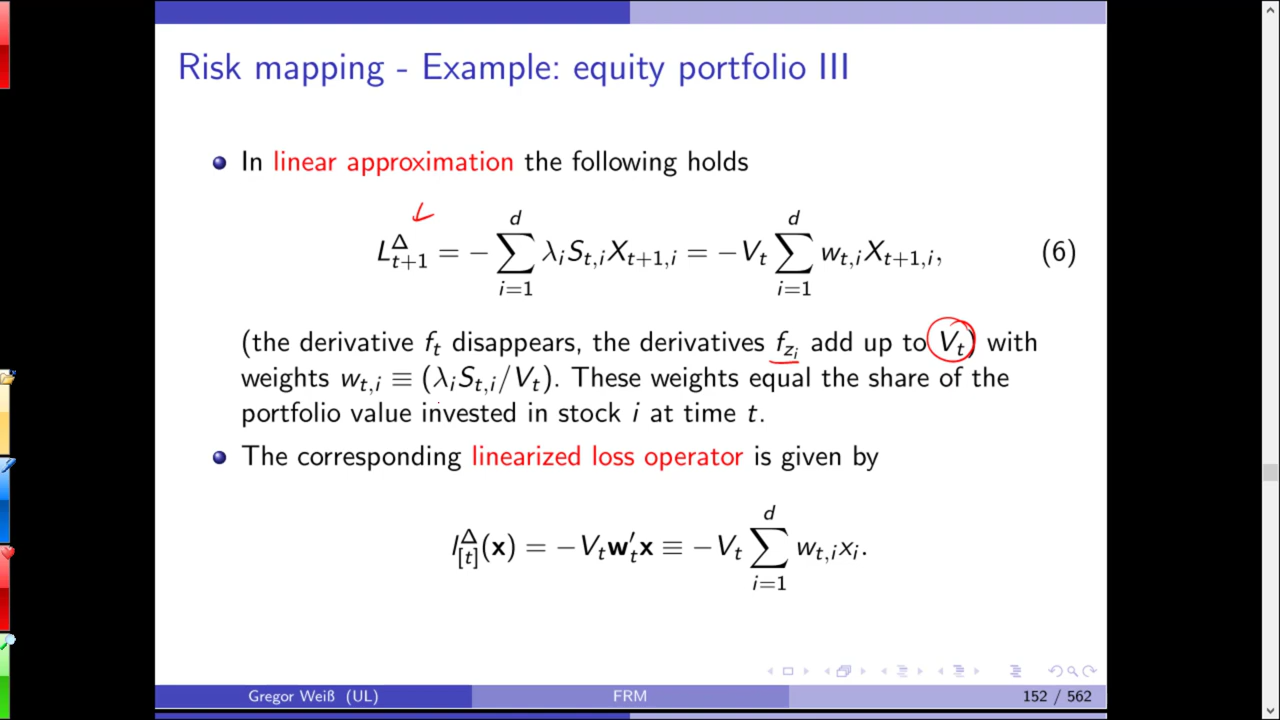 Risk mapping - Example: equity portfolio III
In linear approximation the following holds
L^Δ_{t+1} = −∑_{i=1}^{d} λ_i S_{t,i} X_{t+1,i} = −V_t ∑_{i=1}^{d} w_{t,i} X_{t+1,i}, (6)
(the derivative f_t disappears, the derivatives f_{z_i} add up to V_t) with
weights w_{t,i} ≡ (λ_i S_{t,i}/V_t). These weights equal the share of the
portfolio value invested in stock i at time t.
The corresponding linearized loss operator is given by
l^Δ_{[t]}(x) = −V_t w′_t x ≡ −V_t ∑_{i=1}^{d} w_{t,i} x_i.
Gregor Weiß (UL) FRM 152 / 562